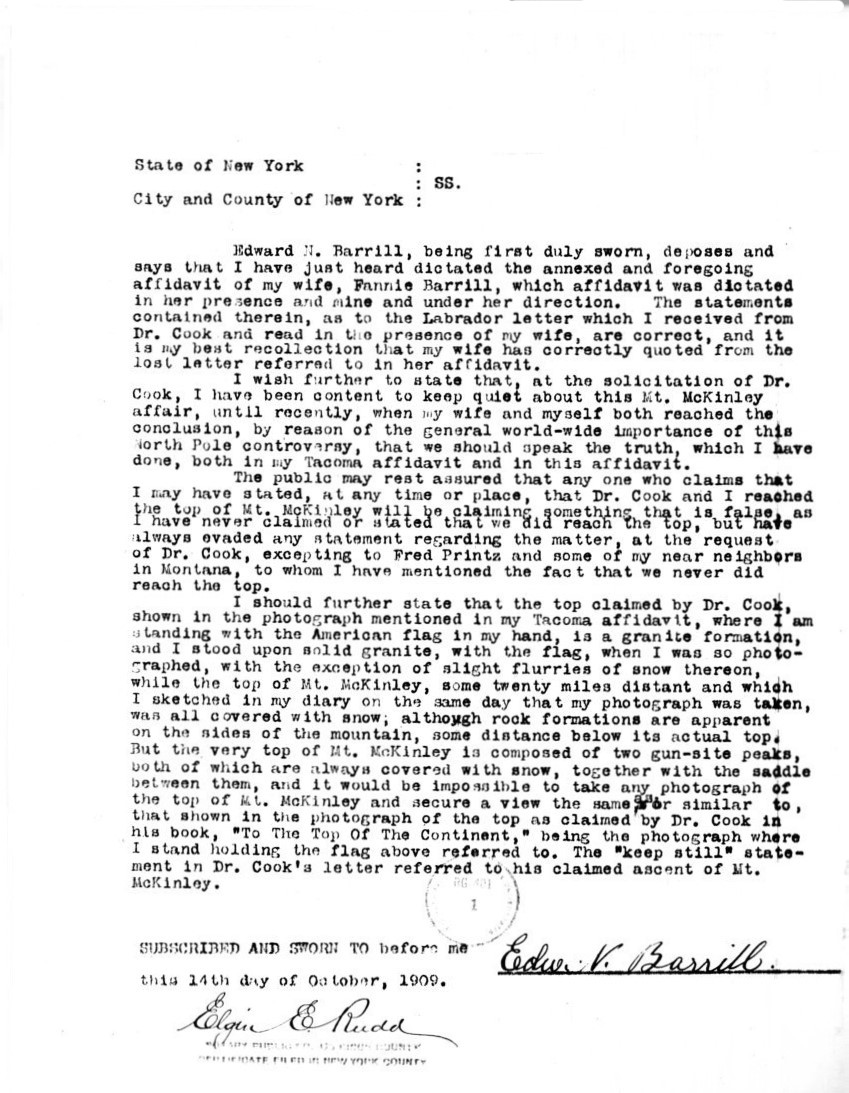 State of New York :
: SS.
City and County of New York :
Edward N. Barrill, being first duly sworn, deposes and
says that I have just heard dictated the annexed and foregoing
affidavit of my wife, Fannie Barrill, which affidavit was dictated
in her presence and mine and under her direction. The statements
contained therein, as to the Labrador letter which I received from
Dr. Cook and read in the presence of my wife, are correct, and it
is my best recollection that my wife has correctly quoted from the
lost letter referred to in her affidavit.
I wish further to state that, at the solicitation of Dr.
Cook, I have been content to keep quiet about this Mt. McKinley
affair, until recently, when my wife and myself both reached the
conclusion, by reason of the general world-wide importance of this
North Pole controversy, that we should speak the truth, which I have
done, both in my Tacoma affidavit and in this affidavit.
The public may rest assured that any one who claims that
I may have stated, at any time or place, that Dr. Cook and I reached
the top of Mt. McKinley will be claiming something that is false, as
I have never claimed or stated that we did reach the top, but have
always evaded any statement regarding the matter, at the request
of Dr. Cook, excepting to Fred Printz and some of my near neighbors
in Montana, to whom I have mentioned the fact that we never did
reach the top.
I should further state that the top claimed by Dr. Cook,
shown in the photograph mentioned in my Tacoma affidavit, where I am
standing with the American flag in my hand, is a granite formation,
and I stood upon solid granite, with the flag, when I was so photo-
graphed, with the exception of slight flurries of snow thereon,
while the top of Mt. McKinley, some twenty miles distant and which
I sketched in my diary on the same day that my photograph was taken,
was all covered with snow; although rock formations are apparent
on the sides of the mountain, some distance below its actual top.
But the very top of Mt. McKinley is composed of two gun-site peaks,
both of which are always covered with snow, together with the saddle
between them, and it would be impossible to take any photograph of
the top of Mt. McKinley and secure a view the same as or similar to,
that shown in the photograph of the top as claimed by Dr. Cook in
his book, "To The Top Of The Continent," being the photograph where
I stand holding the flag above referred to. The "keep still" state-
ment in Dr. Cook's letter referred to his claimed ascent of Mt.
McKinley.
1
SUBSCRIBED AND SWORN TO before me
Edw. N. Barrill.
this 14th day of October, 1909.
Elgin E. Rudd
NOTARY PUBLIC KINGS COUNTY
CERTIFICATE FILED IN NEW YORK COUNTY